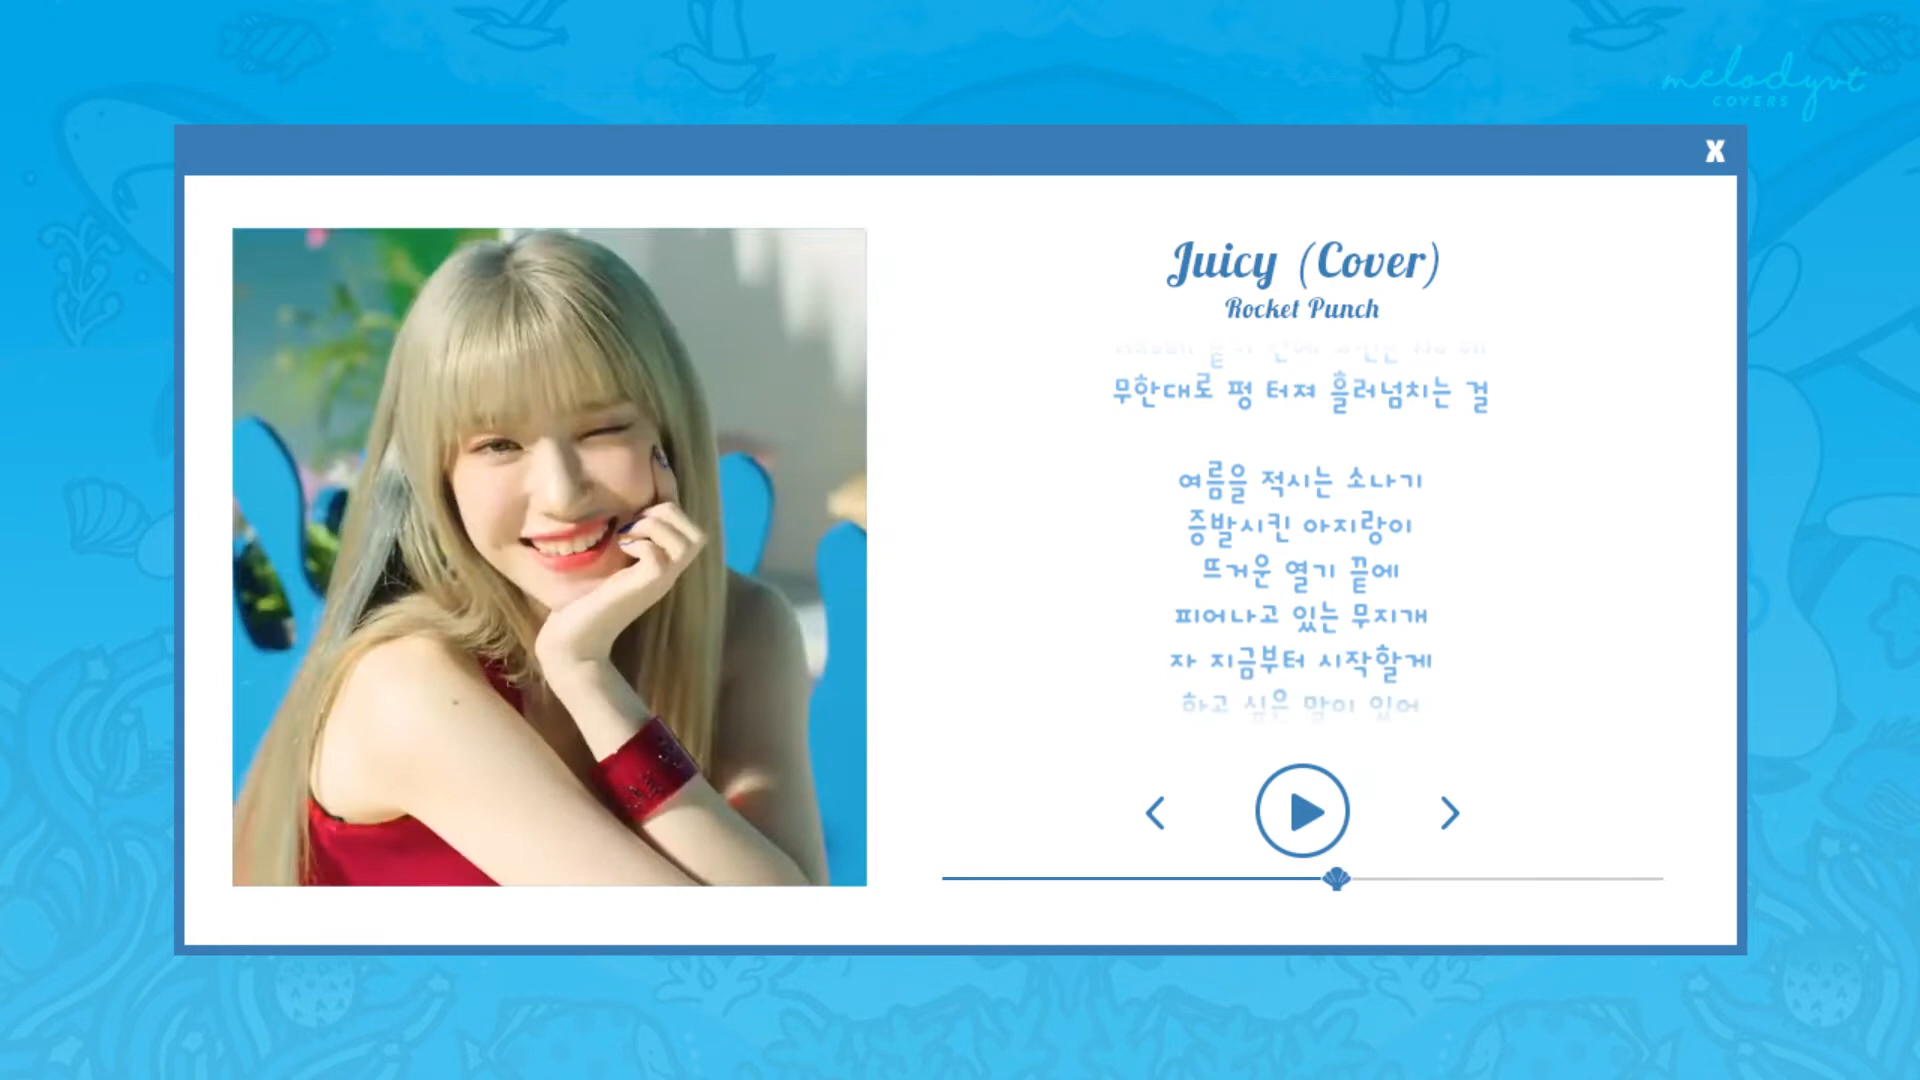 melodyvt
COVERS
X
Juicy (Cover)
Rocket Punch
무한대로 펑 터져 흘러넘치는 걸
여름을 적시는 소나기
증발시킨 아지랑이
뜨거운 열기 끝에
피어나고 있는 무지개
자 지금부터 시작할게
하고 싶은 말이 있어